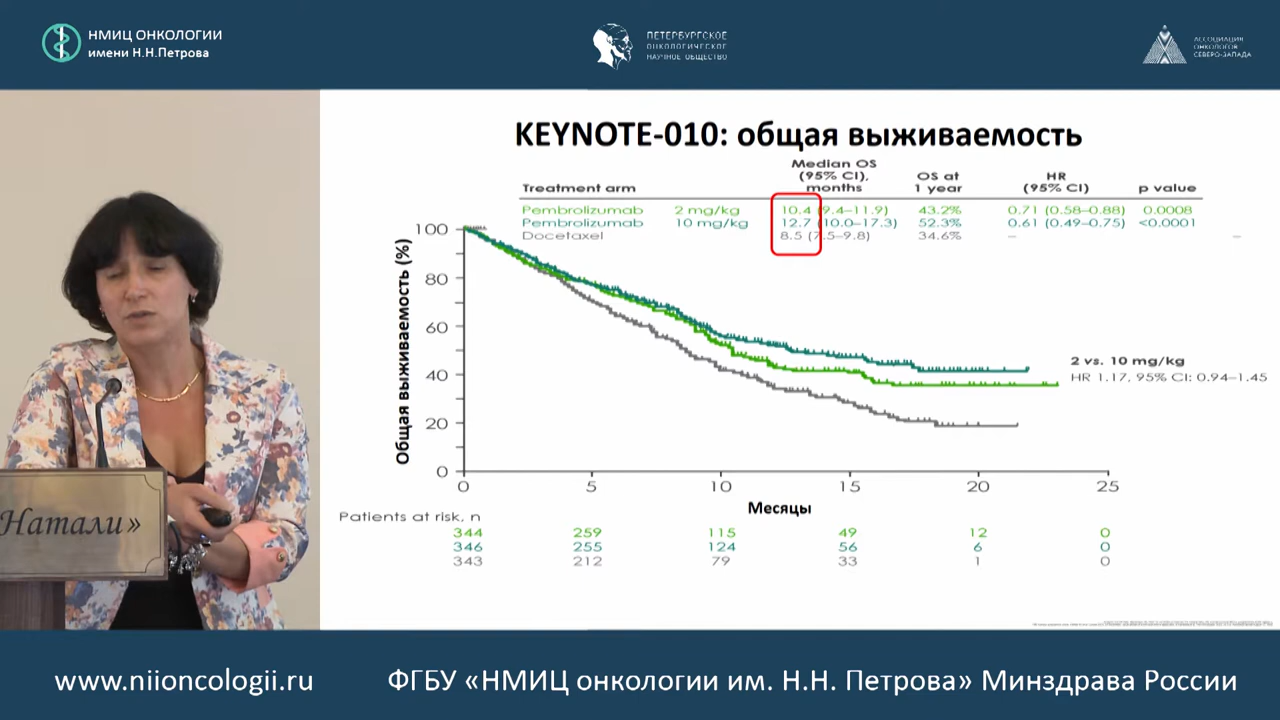 НМИЦ ОНКОЛОГИИ
имени Н.Н.Петрова
ПЕТЕРБУРГСКОЕ
ОНКОЛОГИЧЕСКОЕ
НАУЧНОЕ ОБЩЕСТВО
АССОЦИАЦИЯ
ОНКОЛОГОВ
СЕВЕРО-ЗАПАДА
KEYNOTE-010: общая выживаемость
Treatment arm
Median OS
(95% CI),
months
OS at
1 year
HR
(95% CI)
p value
Pembrolizumab 2 mg/kg 10.4 (9.4–11.9) 43.2% 0.71 (0.58–0.88) 0.0008
Pembrolizumab 10 mg/kg 12.7 (10.0–17.3) 52.3% 0.61 (0.49–0.75) <0.0001
Docetaxel 8.5 (7.5–9.8) 34.6% – –
Общая выживаемость (%)
100
80
60
40
20
0
2 vs. 10 mg/kg
HR 1.17, 95% CI: 0.94–1.45
0 5 10 15 20 25
Месяцы
Patients at risk, n
344 259 115 49 12 0
346 255 124 56 6 0
343 212 79 33 1 0
Натали»
www.niioncologii.ru
ФГБУ «НМИЦ онкологии им. Н.Н. Петрова» Минздрава России